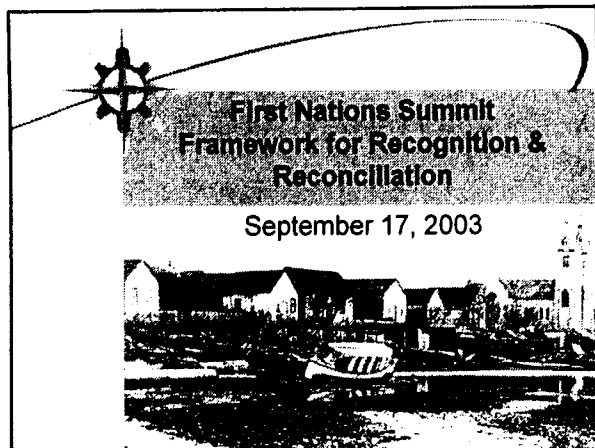 First Nations Summit
Framework for Recognition &
Reconciliation
September 17, 2003